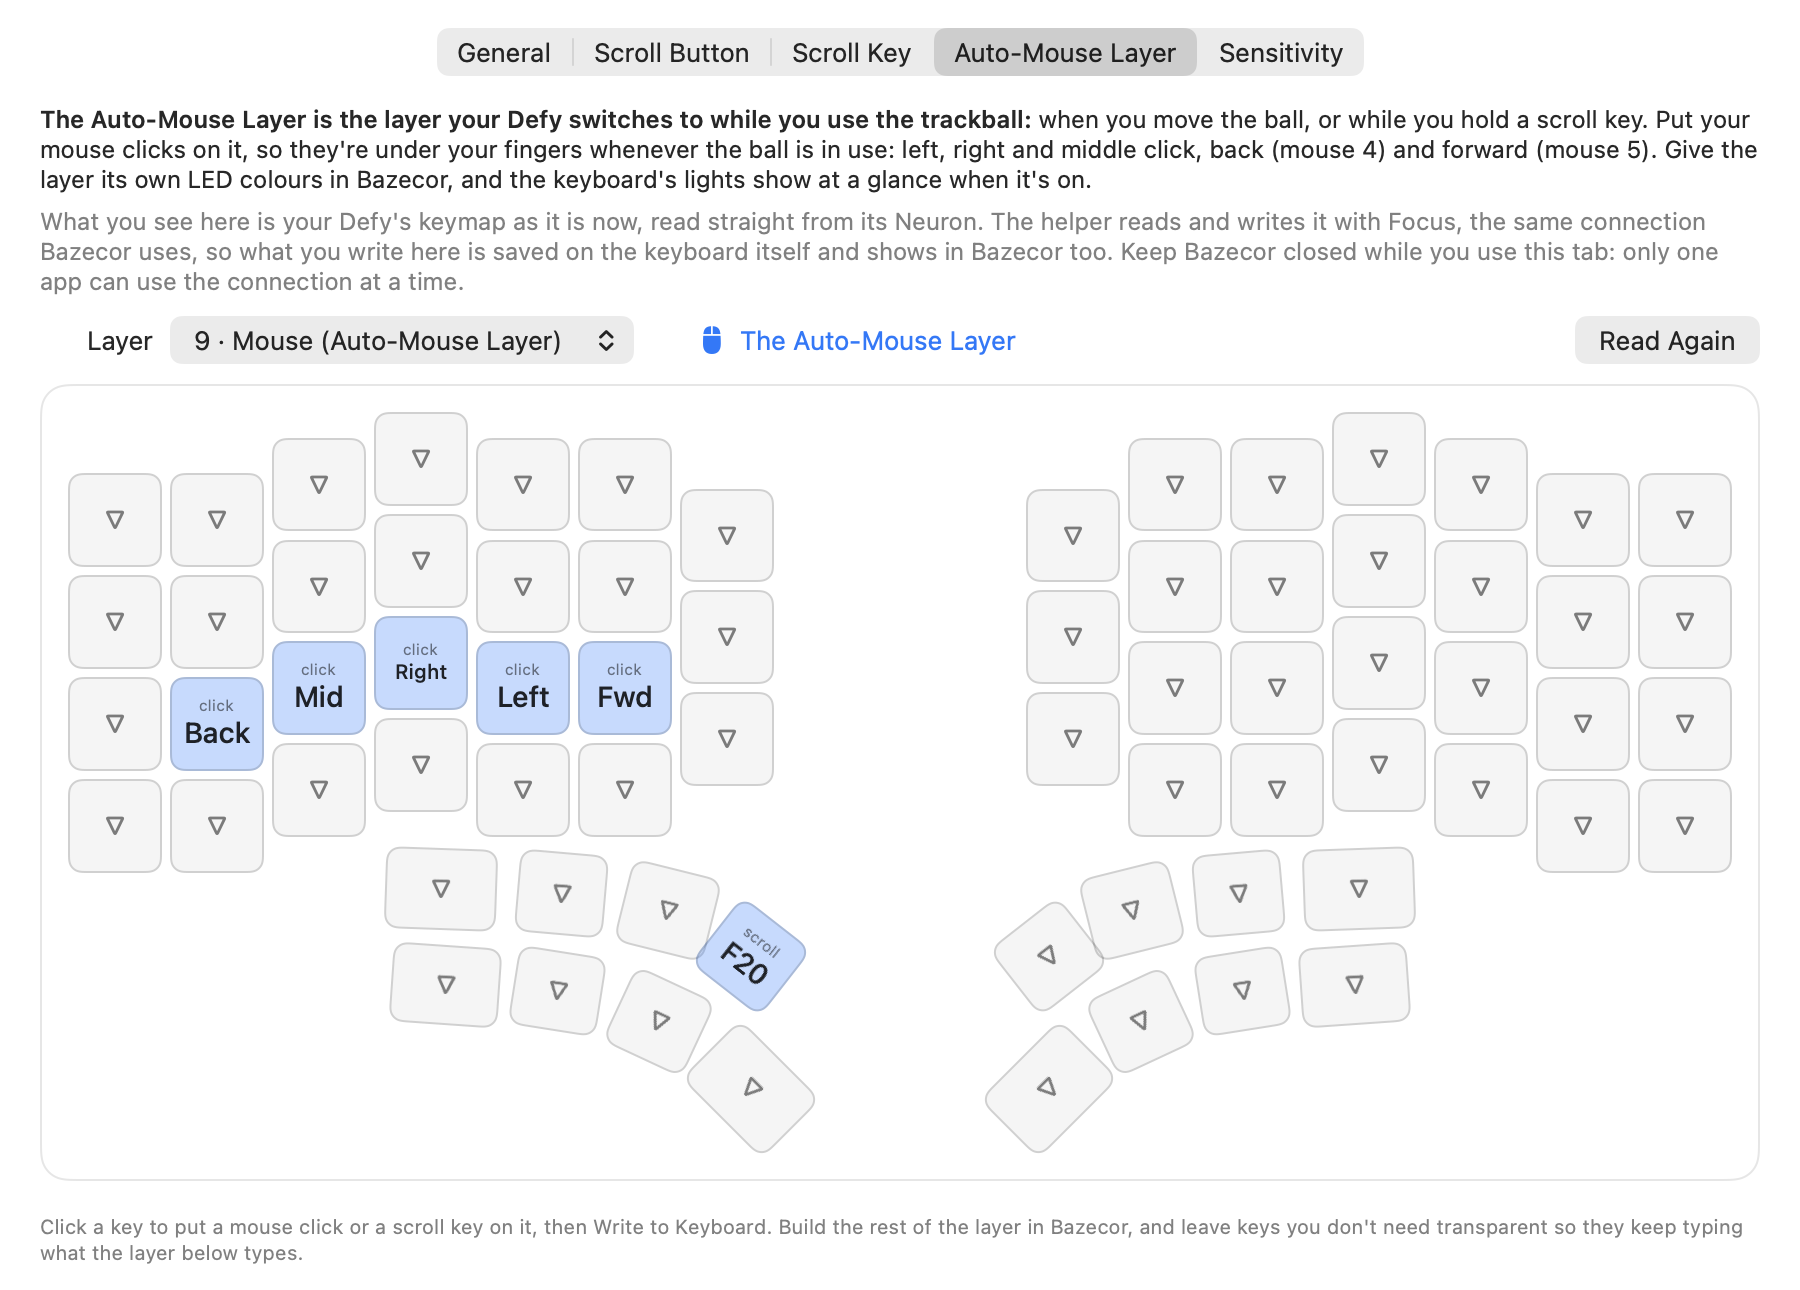 General
Scroll Button
Scroll Key
Auto-Mouse Layer
Sensitivity
The Auto-Mouse Layer is the layer your Defy switches to while you use the trackball: when you move the ball, or while you hold a scroll key. Put your
mouse clicks on it, so they're under your fingers whenever the ball is in use: left, right and middle click, back (mouse 4) and forward (mouse 5). Give the
layer its own LED colours in Bazecor, and the keyboard's lights show at a glance when it's on.
What you see here is your Defy's keymap as it is now, read straight from its Neuron. The helper reads and writes it with Focus, the same connection
Bazecor uses, so what you write here is saved on the keyboard itself and shows in Bazecor too. Keep Bazecor closed while you use this tab: only one
app can use the connection at a time.
Layer
9 · Mouse (Auto-Mouse Layer)
The Auto-Mouse Layer
Read Again
click
Back
click
Mid
click
Right
click
Left
click
Fwd
scroll
F20
Click a key to put a mouse click or a scroll key on it, then Write to Keyboard. Build the rest of the layer in Bazecor, and leave keys you don't need transparent so they keep typing
what the layer below types.